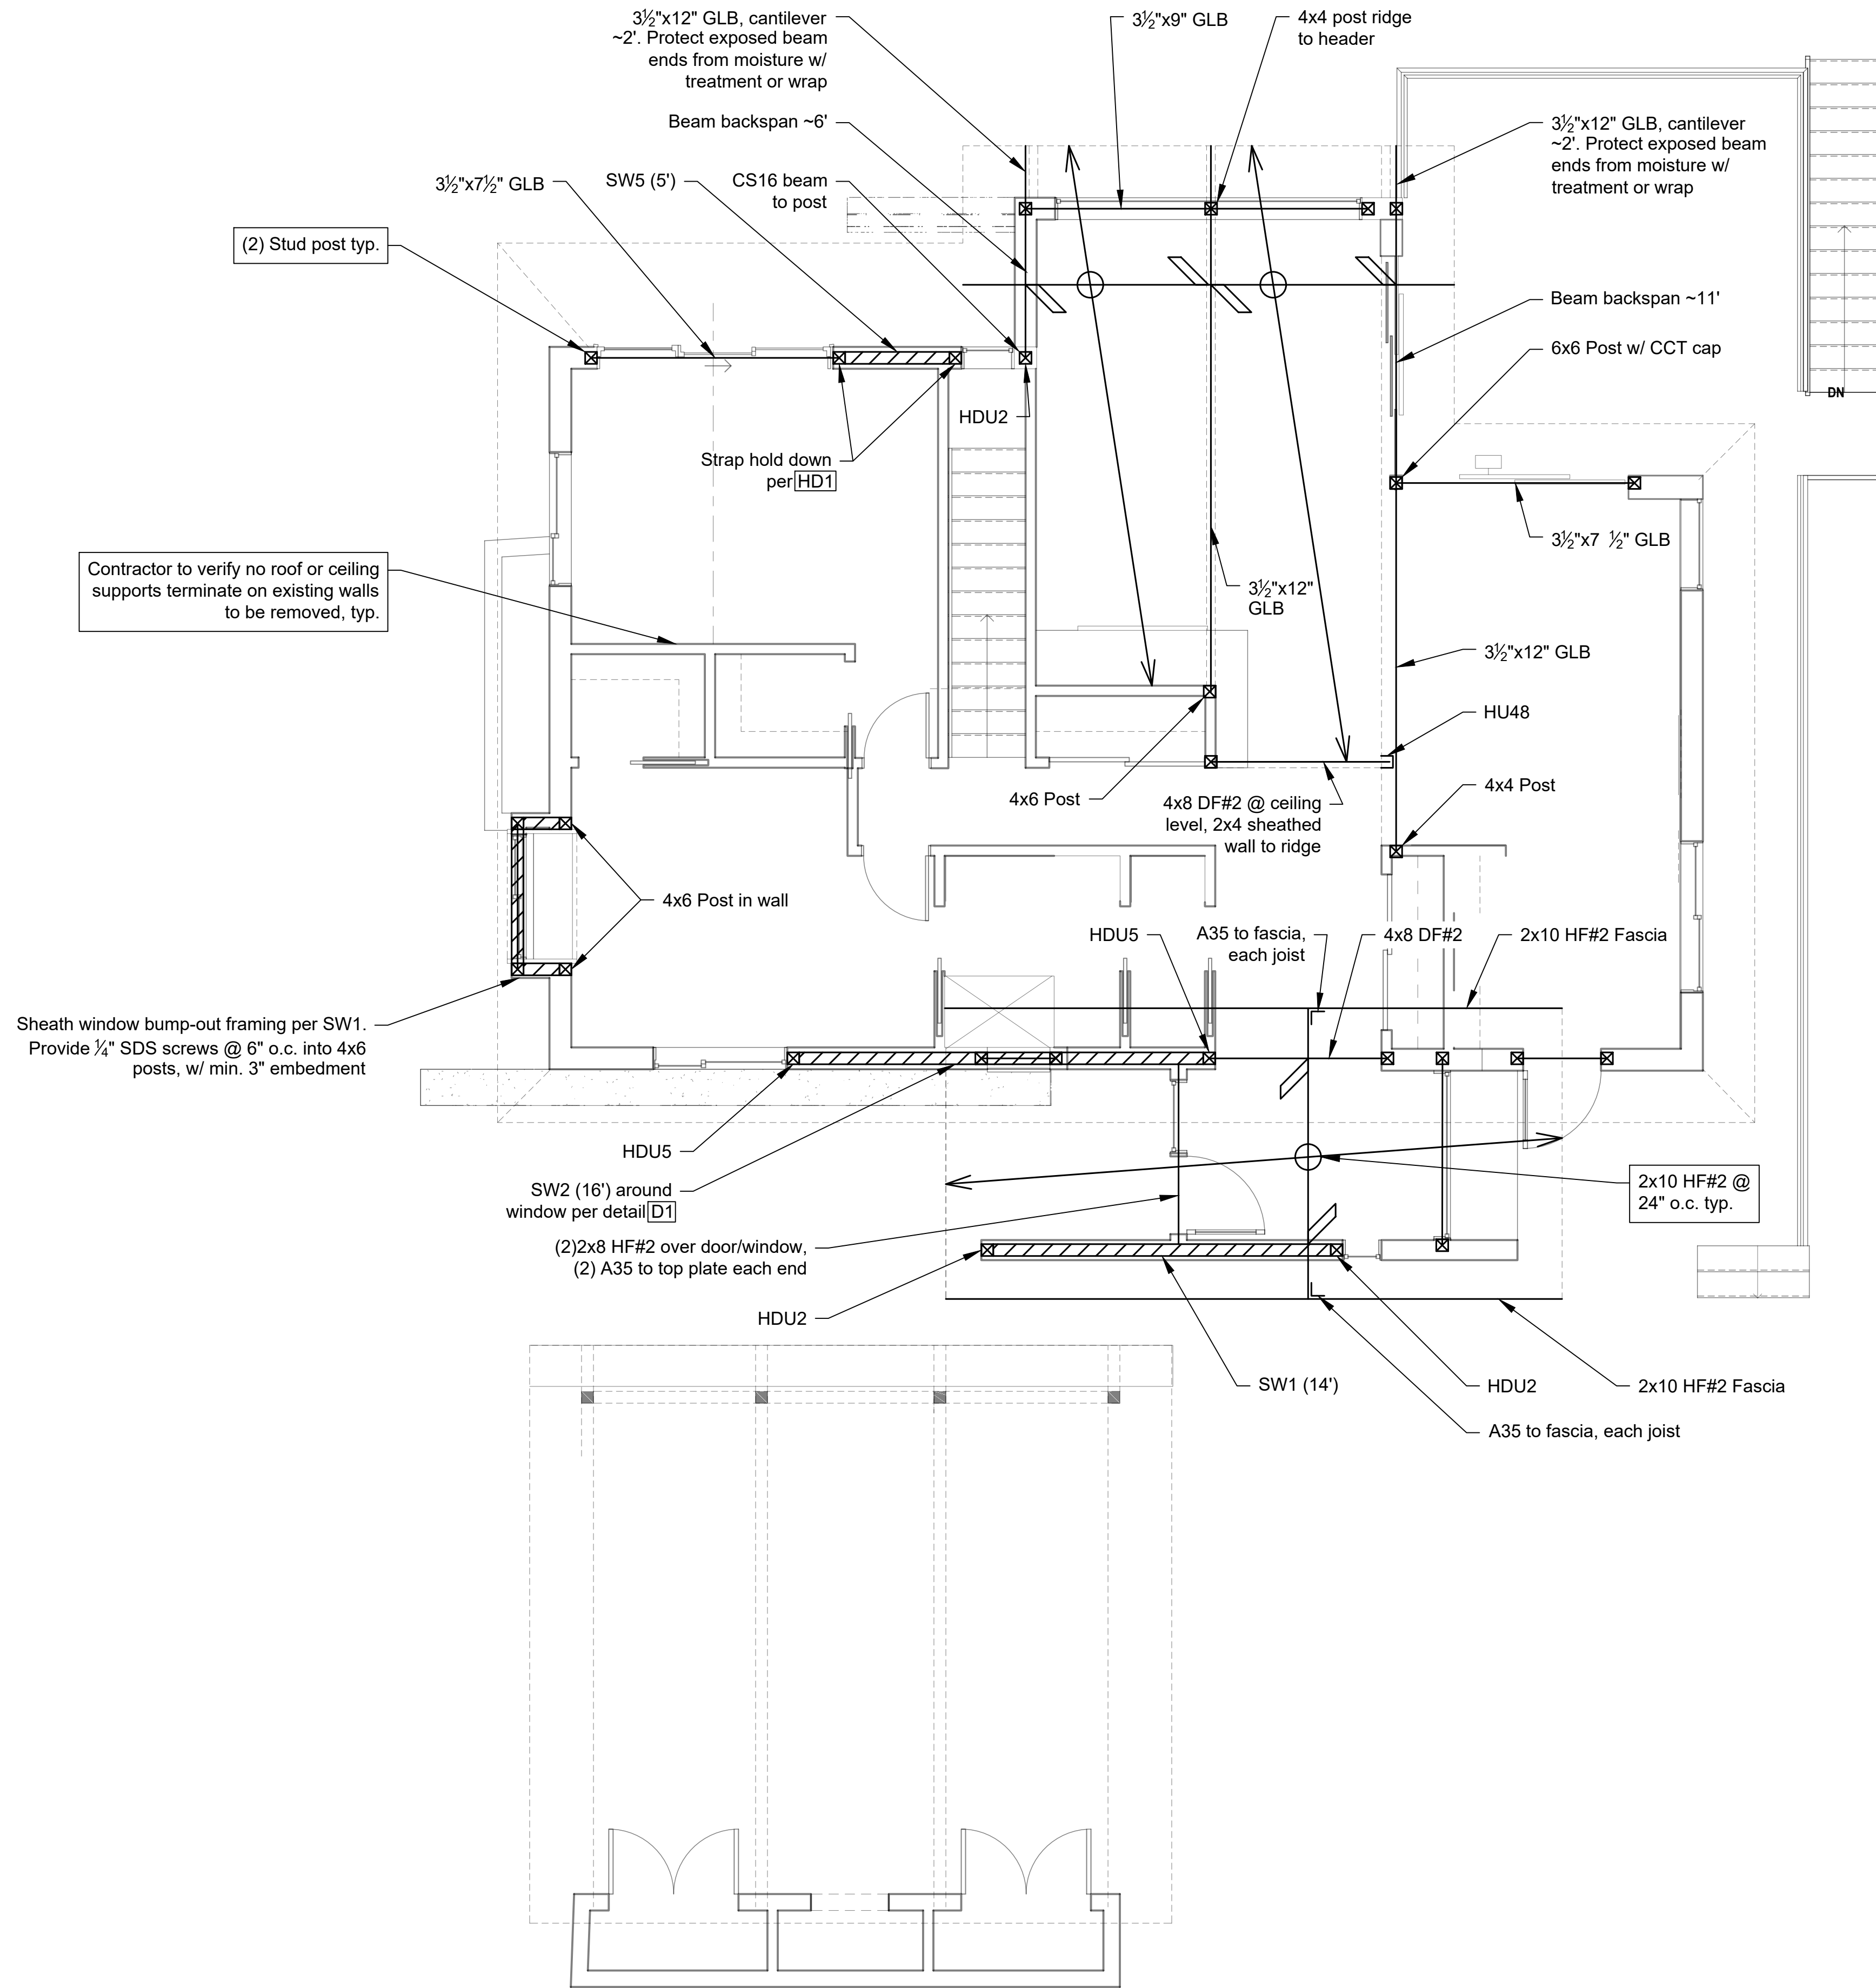 3½"x12" GLB, cantilever
~2'. Protect exposed beam
ends from moisture w/
treatment or wrap
3½"x9" GLB
4x4 post ridge
to header
Beam backspan ~6'
3½"x12" GLB, cantilever
~2'. Protect exposed beam
ends from moisture w/
treatment or wrap
3½"x7½" GLB
SW5 (5')
CS16 beam
to post
(2) Stud post typ.
Beam backspan ~11'
6x6 Post w/ CCT cap
DN
HDU2
Strap hold down
per HD1
3½"x7 ½" GLB
Contractor to verify no roof or ceiling
supports terminate on existing walls
to be removed, typ.
3½"x12"
GLB
3½"x12" GLB
HU48
4x6 Post
4x8 DF#2 @ ceiling
level, 2x4 sheathed
wall to ridge
4x4 Post
4x6 Post in wall
HDU5
A35 to fascia,
each joist
4x8 DF#2
2x10 HF#2 Fascia
Sheath window bump-out framing per SW1.
Provide ¼" SDS screws @ 6" o.c. into 4x6
posts, w/ min. 3" embedment
HDU5
SW2 (16') around
window per detail D1
2x10 HF#2 @
24" o.c. typ.
(2)2x8 HF#2 over door/window,
(2) A35 to top plate each end
HDU2
SW1 (14')
HDU2
2x10 HF#2 Fascia
A35 to fascia, each joist